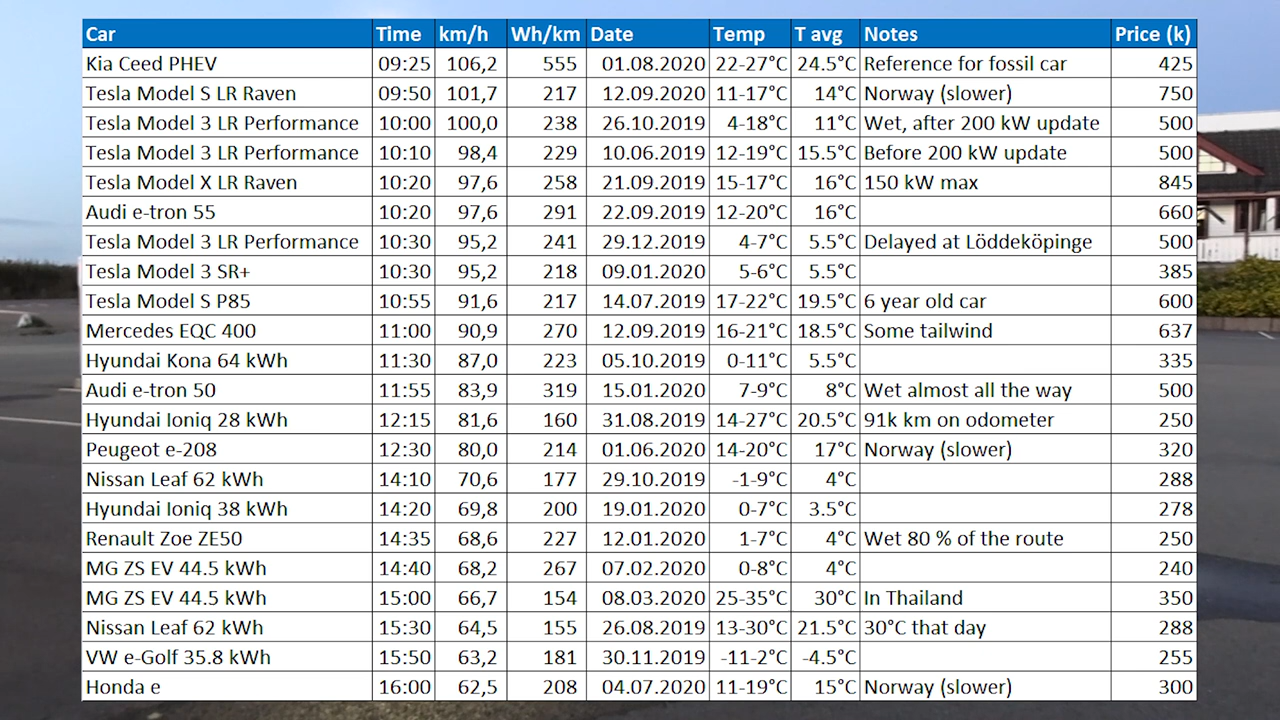 Car Time km/h Wh/km Date Temp T avg Notes Price (k)
Kia Ceed PHEV 09:25 106,2 555 01.08.2020 22-27°C 24.5°C Reference for fossil car 425
Tesla Model S LR Raven 09:50 101,7 217 12.09.2020 11-17°C 14°C Norway (slower) 750
Tesla Model 3 LR Performance 10:00 100,0 238 26.10.2019 4-18°C 11°C Wet, after 200 kW update 500
Tesla Model 3 LR Performance 10:10 98,4 229 10.06.2019 12-19°C 15.5°C Before 200 kW update 500
Tesla Model X LR Raven 10:20 97,6 258 21.09.2019 15-17°C 16°C 150 kW max 845
Audi e-tron 55 10:20 97,6 291 22.09.2019 12-20°C 16°C 660
Tesla Model 3 LR Performance 10:30 95,2 241 29.12.2019 4-7°C 5.5°C Delayed at Löddeköpinge 500
Tesla Model 3 SR+ 10:30 95,2 218 09.01.2020 5-6°C 5.5°C 385
Tesla Model S P85 10:55 91,6 217 14.07.2019 17-22°C 19.5°C 6 year old car 600
Mercedes EQC 400 11:00 90,9 270 12.09.2019 16-21°C 18.5°C Some tailwind 637
Hyundai Kona 64 kWh 11:30 87,0 223 05.10.2019 0-11°C 5.5°C 335
Audi e-tron 50 11:55 83,9 319 15.01.2020 7-9°C 8°C Wet almost all the way 500
Hyundai Ioniq 28 kWh 12:15 81,6 160 31.08.2019 14-27°C 20.5°C 91k km on odometer 250
Peugeot e-208 12:30 80,0 214 01.06.2020 14-20°C 17°C Norway (slower) 320
Nissan Leaf 62 kWh 14:10 70,6 177 29.10.2019 -1-9°C 4°C 288
Hyundai Ioniq 38 kWh 14:20 69,8 200 19.01.2020 0-7°C 3.5°C 278
Renault Zoe ZE50 14:35 68,6 227 12.01.2020 1-7°C 4°C Wet 80 % of the route 250
MG ZS EV 44.5 kWh 14:40 68,2 267 07.02.2020 0-8°C 4°C 240
MG ZS EV 44.5 kWh 15:00 66,7 154 08.03.2020 25-35°C 30°C In Thailand 350
Nissan Leaf 62 kWh 15:30 64,5 155 26.08.2019 13-30°C 21.5°C 30°C that day 288
VW e-Golf 35.8 kWh 15:50 63,2 181 30.11.2019 -11-2°C -4.5°C 255
Honda e 16:00 62,5 208 04.07.2020 11-19°C 15°C Norway (slower) 300